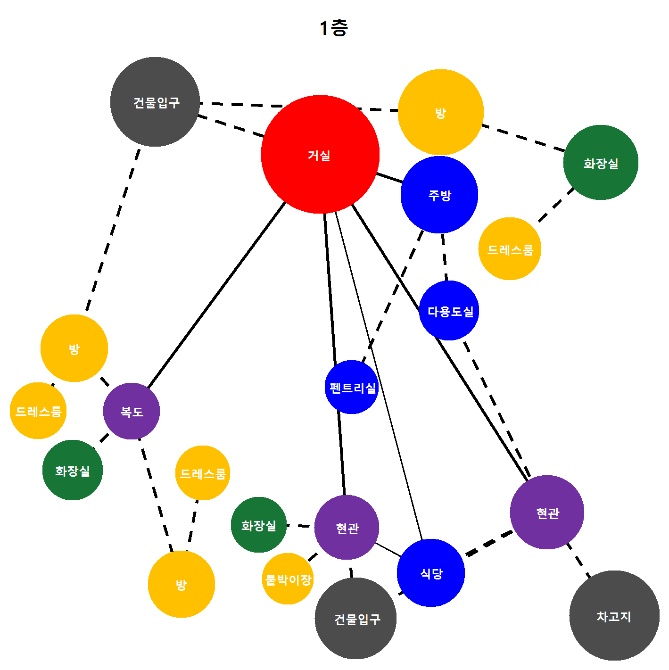 1층
건물입구
거실
방
화장실
주방
드레스룸
다용도실
방
펜트리실
드레스룸
복도
화장실
드레스룸
화장실
현관
현관
식당
방
붙박이장
건물입구
차고지